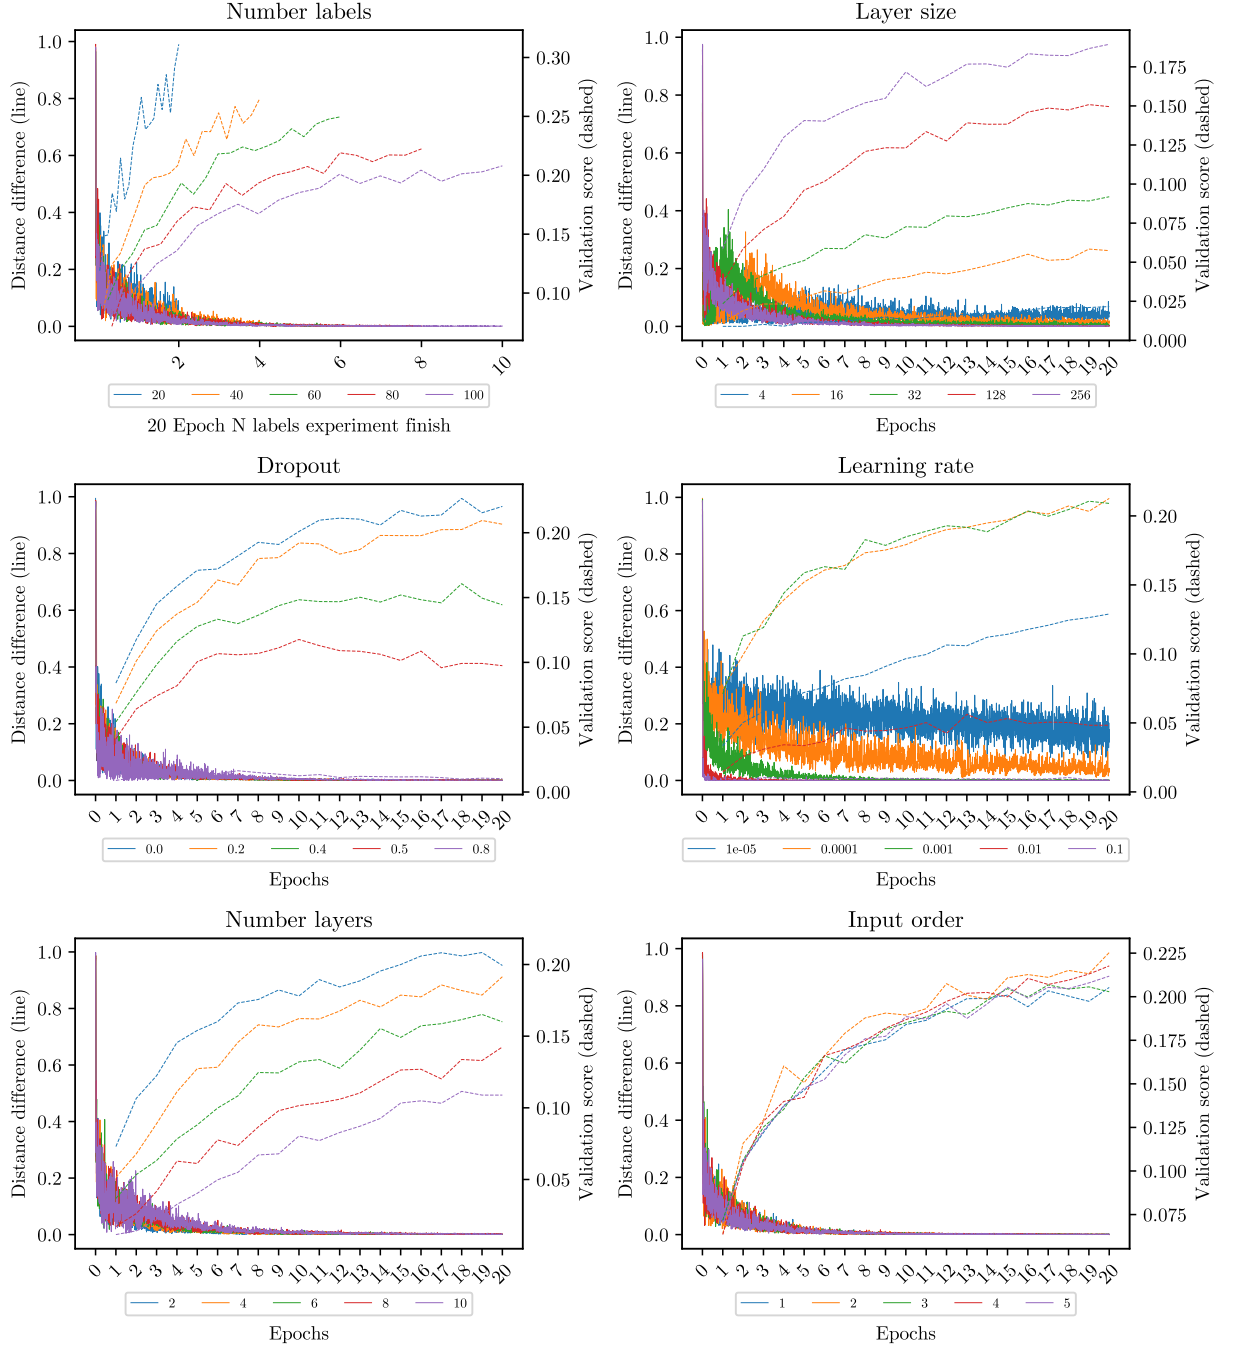 Number labels
Distance difference (line)
1.0
0.8
0.6
0.4
0.2
0.0
0.30
0.25
0.20
0.15
0.10
Validation score (dashed)
2 4 6 8 10
20 40 60 80 100
20 Epoch N labels experiment finish
Layer size
Distance difference (line)
1.0
0.8
0.6
0.4
0.2
0.0
0.175
0.150
0.125
0.100
0.075
0.050
0.025
0.000
Validation score (dashed)
0 1 2 3 4 5 6 7 8 9 10 11 12 13 14 15 16 17 18 19 20
4 16 32 128 256
Epochs
Dropout
Distance difference (line)
1.0
0.8
0.6
0.4
0.2
0.0
0.20
0.15
0.10
0.05
0.00
Validation score (dashed)
0 1 2 3 4 5 6 7 8 9 10 11 12 13 14 15 16 17 18 19 20
0.0 0.2 0.4 0.5 0.8
Epochs
Learning rate
Distance difference (line)
1.0
0.8
0.6
0.4
0.2
0.0
0.20
0.15
0.10
0.05
0.00
Validation score (dashed)
0 1 2 3 4 5 6 7 8 9 10 11 12 13 14 15 16 17 18 19 20
1e-05 0.0001 0.001 0.01 0.1
Epochs
Number layers
Distance difference (line)
1.0
0.8
0.6
0.4
0.2
0.0
0.20
0.15
0.10
0.05
Validation score (dashed)
0 1 2 3 4 5 6 7 8 9 10 11 12 13 14 15 16 17 18 19 20
2 4 6 8 10
Epochs
Input order
Distance difference (line)
1.0
0.8
0.6
0.4
0.2
0.0
0.225
0.200
0.175
0.150
0.125
0.100
0.075
Validation score (dashed)
0 1 2 3 4 5 6 7 8 9 10 11 12 13 14 15 16 17 18 19 20
1 2 3 4 5
Epochs